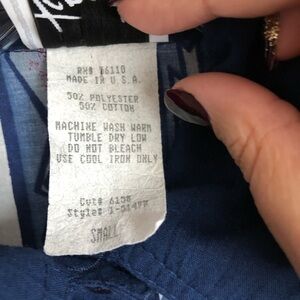 MADE IN U.S.A.
50% POLYESTER
50% COTTON
MACHINE WASH WARM
TUMBLE DRY LOW
DO NOT BLEACH
USE COOL IRON ONLY
Cut# 6158
Style#
SMALL